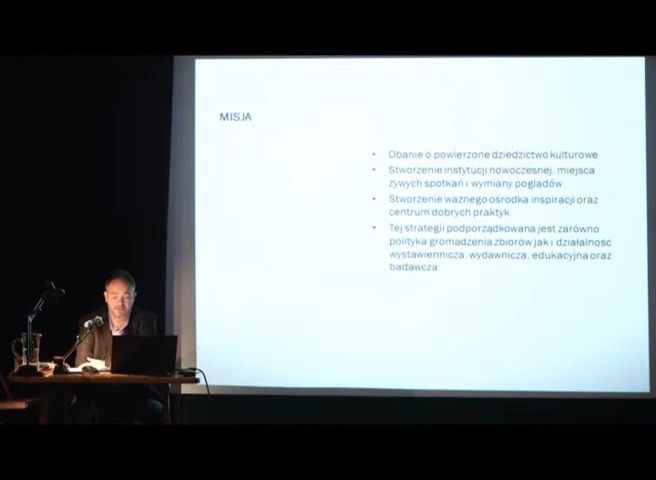 MISJA
• Dbanie o powierzone dziedzictwo kulturowe
• Stworzenie instytucji nowoczesnej, miejsca
żywych spotkań i wymiany poglądów
• Stworzenie ważnego ośrodka inspiracji oraz
centrum dobrych praktyk
• Tej strategii podporządkowana jest zarówno
polityka gromadzenia zbiorów jak i działalność
wystawiennicza, wydawnicza, edukacyjna oraz
badawcza